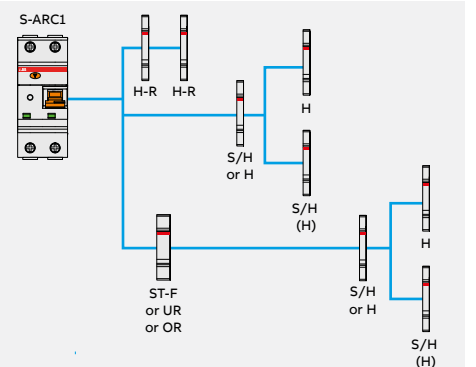 S-ARC1
H-R H-R
H
S/H
or H
S/H
(H)
H
ST-F
or UR
or OR
S/H
or H
S/H
(H)